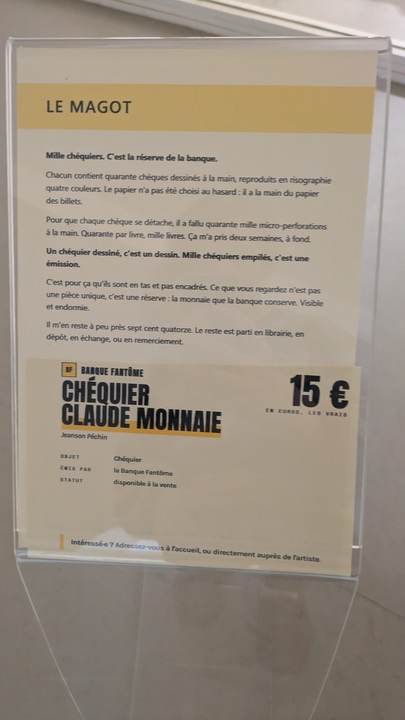 LE MAGOT
Mille chéquiers. C'est la réserve de la banque.
Chacun contient quarante chèques dessinés à la main, reproduits en risographie
quatre couleurs. Le papier n'a pas été choisi au hasard : il a la main du papier
des billets.
Pour que chaque chèque se détache, il a fallu quarante mille micro-perforations
à la main. Quarante par livre, mille livres. Ça m'a pris deux semaines, à fond.
Un chéquier dessiné, c'est un dessin. Mille chéquiers empilés, c'est une
émission.
C'est pour ça qu'ils sont en tas et pas encadrés. Ce que vous regardez n'est pas
une pièce unique, c'est une réserve : la monnaie que la banque conserve. Visible
et endormie.
Il m'en reste à peu près sept cent quatorze. Le reste est parti en librairie, en
dépôt, en échange, ou en remerciement.
BF BANQUE FANTÔME
CHÉQUIER
CLAUDE MONNAIE
Jeanson Péchin
15 €
EN EUROS, LES VRAIS
OBJET Chéquier
ÉMIS PAR la Banque Fantôme
STATUT disponible à la vente
Intéressé·e ? Adressez-vous à l'accueil, ou directement auprès de l'artiste.